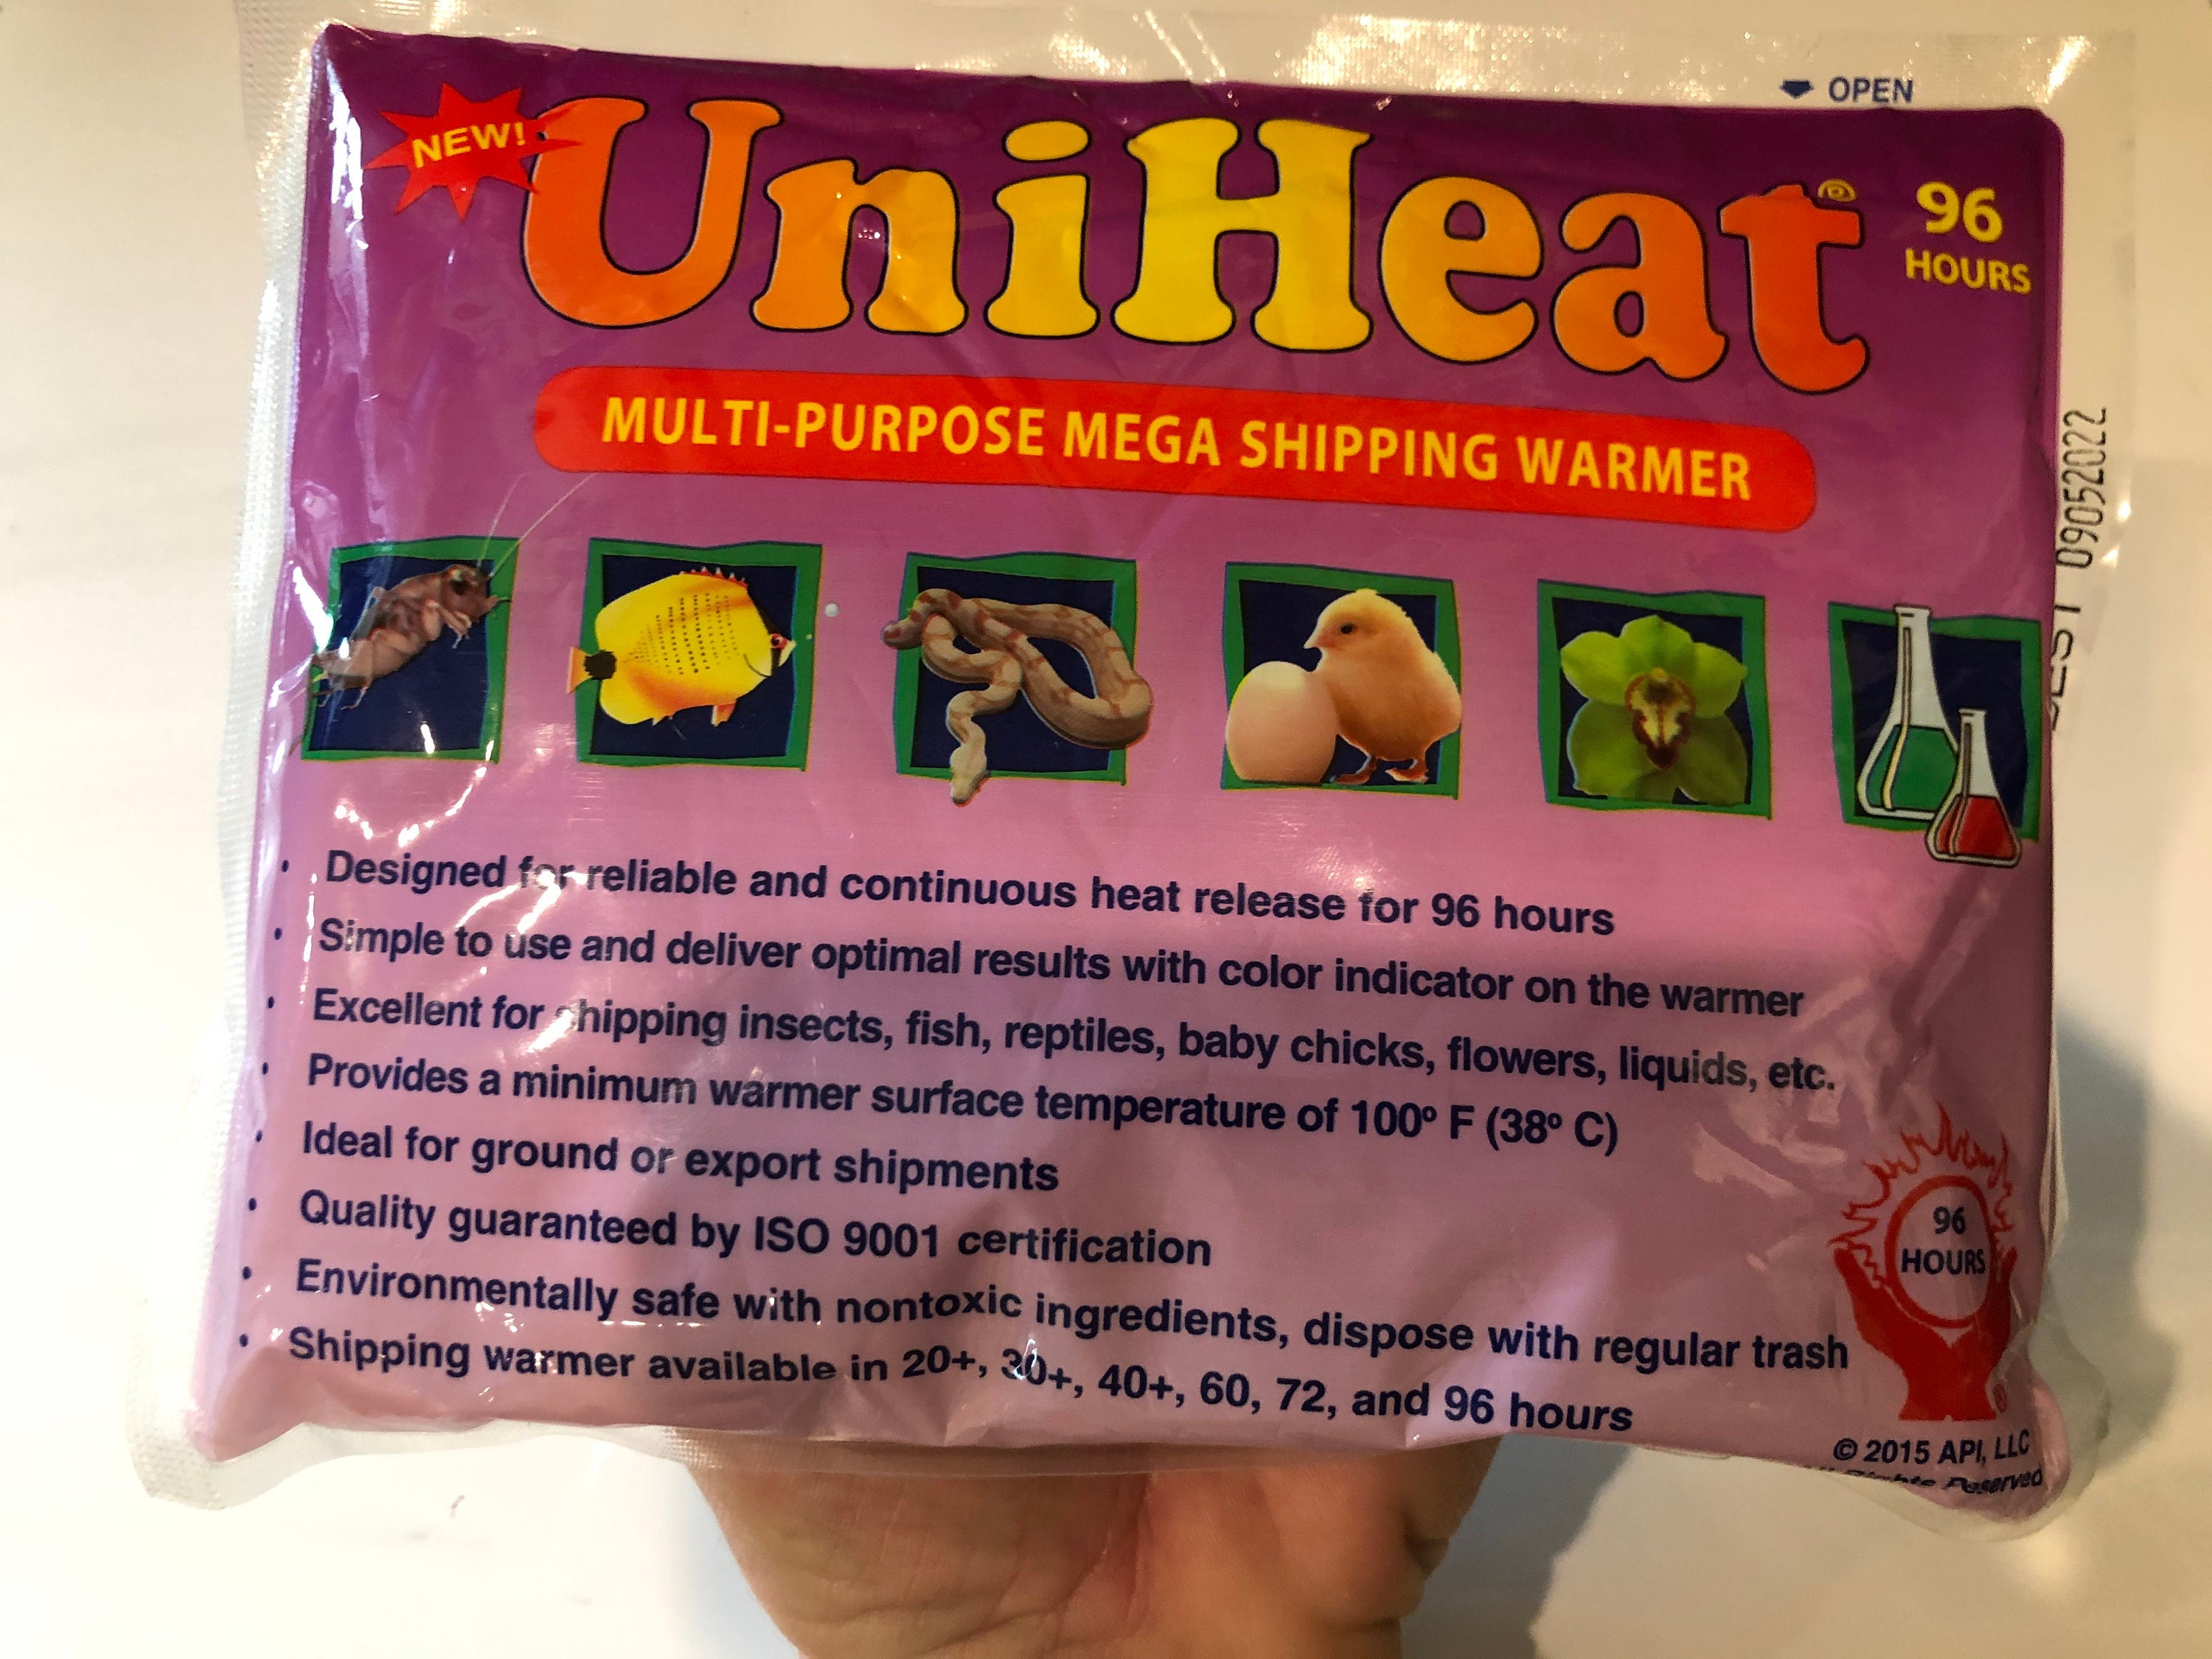 OPEN
NEW!
UniHeat®
96
HOURS
MULTI-PURPOSE MEGA SHIPPING WARMER
09052022
• Designed for reliable and continuous heat release for 96 hours
• Simple to use and deliver optimal results with color indicator on the warmer
• Excellent for shipping insects, fish, reptiles, baby chicks, flowers, liquids, etc.
• Provides a minimum warmer surface temperature of 100º F (38º C)
• Ideal for ground or export shipments
• Quality guaranteed by ISO 9001 certification
• Environmentally safe with nontoxic ingredients, dispose with regular trash
• Shipping warmer available in 20+, 30+, 40+, 60, 72, and 96 hours
96
HOURS
®
© 2015 API, LLC
Rights Reserved